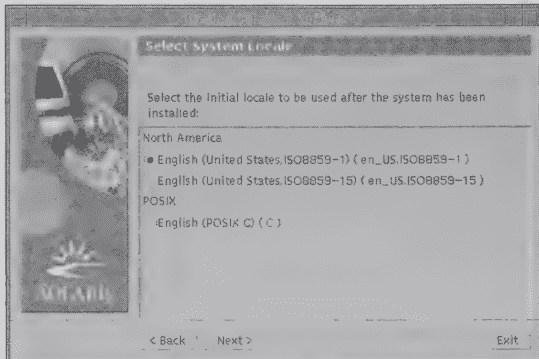 Select System Locale
Select the initial locale to be used after the system has been
installed:
North America
English (United States,ISO8859-1) ( en_US.ISO8859-1 )
English (United States,ISO8859-15) ( en_US.ISO8859-15 )
POSIX
English (POSIX C) ( C )
SOLARIS
< Back
Next >
Exit